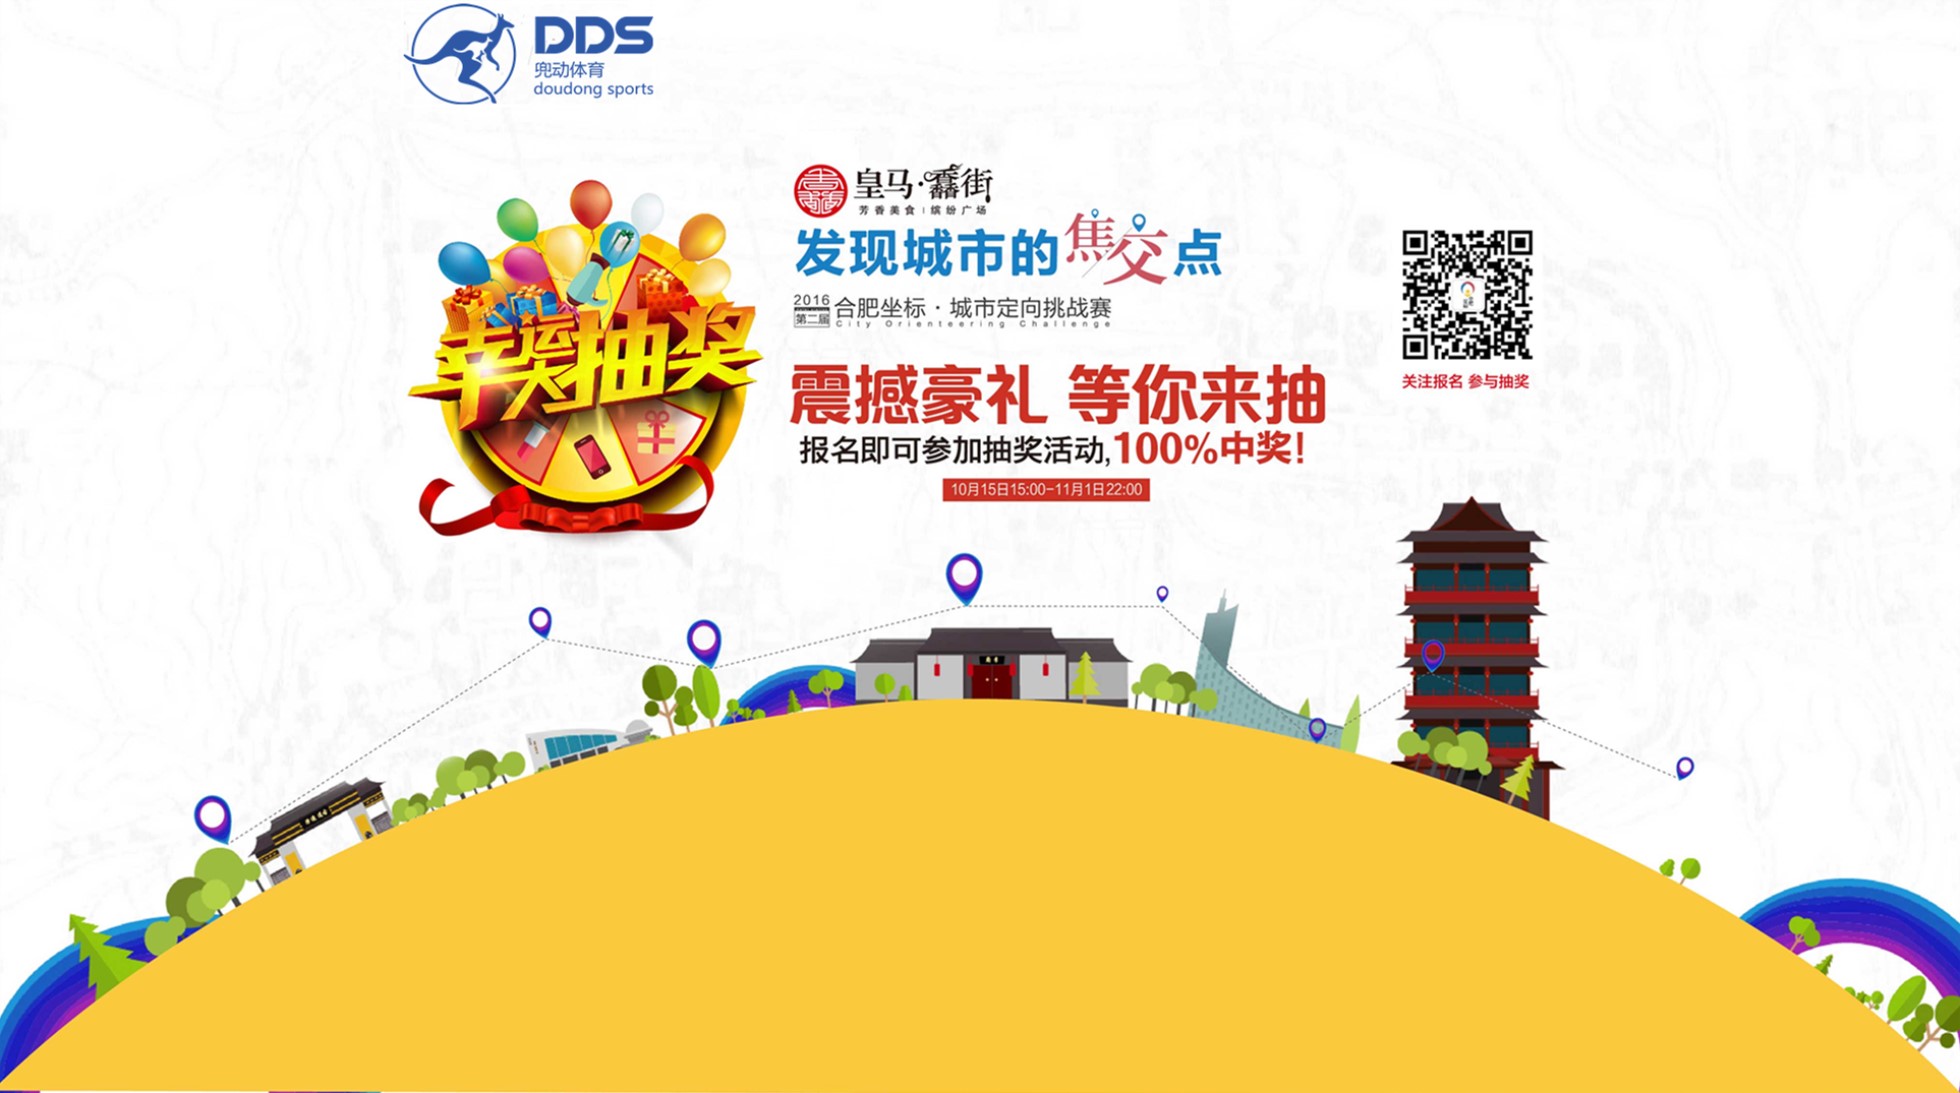 DDS
兜动体育
doudong sports
皇马·馫街
芳香美食 | 缤纷广场
发现城市的焦交点
2016 第二届 合肥坐标·城市定向挑战赛
City Orienteering Challenge
幸运大抽奖
震撼豪礼 等你来抽
报名即可参加抽奖活动,100%中奖!
10月15日15:00-11月1日22:00
关注报名 参与抽奖